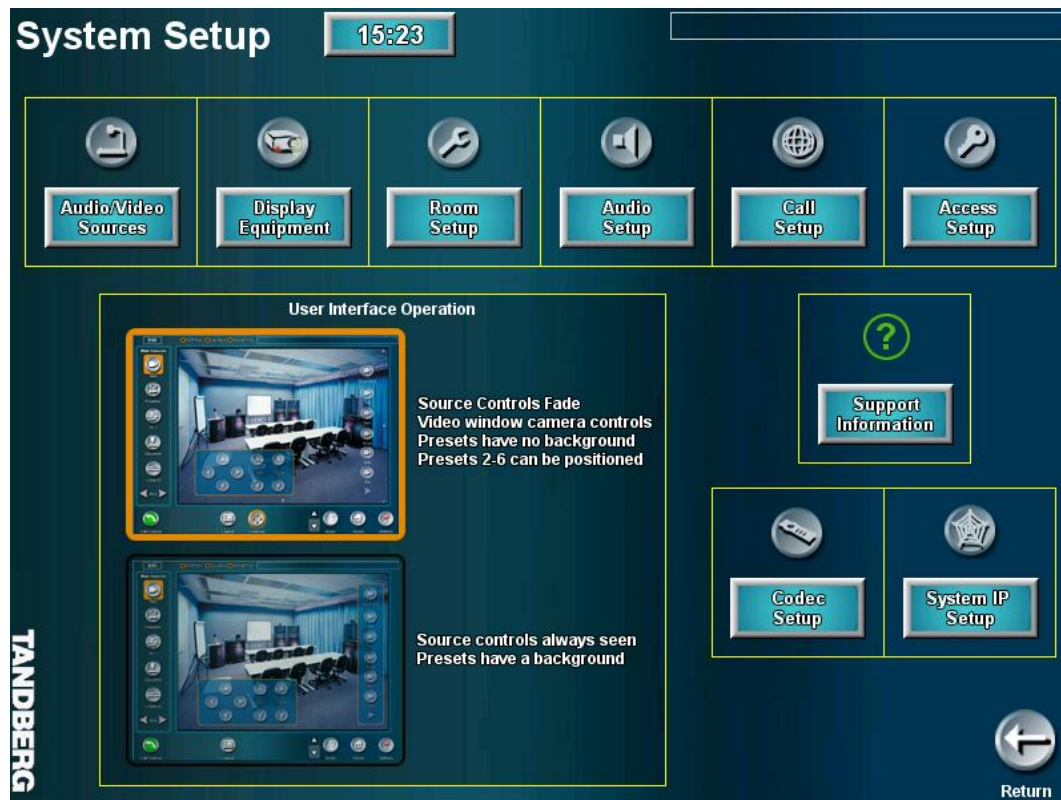 System Setup
15:23
Audio/Video
Sources
Display
Equipment
Room
Setup
Audio
Setup
Call
Setup
Access
Setup
User Interface Operation
Source Controls Fade
Video window camera controls
Presets have no background
Presets 2-6 can be positioned
Source controls always seen
Presets have a background
?
Support
Information
Codec
Setup
System IP
Setup
TANDBERG
Return